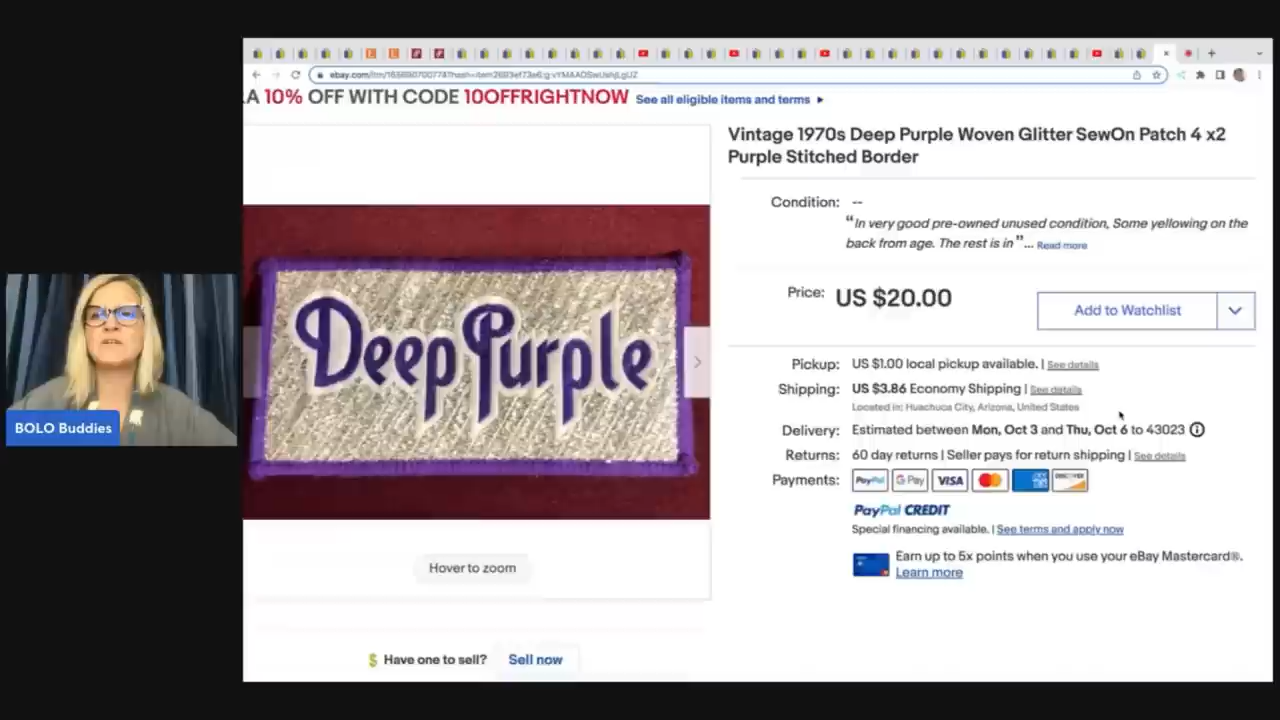 A 10% OFF WITH CODE 10OFFRIGHTNOW See all eligible items and terms
Vintage 1970s Deep Purple Woven Glitter SewOn Patch 4 x2
Purple Stitched Border
Condition: --
"In very good pre-owned unused condition, Some yellowing on the
back from age. The rest is in"... Read more
Price: US $20.00
Add to Watchlist
Deep Purple
Pickup: US $1.00 local pickup available. | See details
Shipping: US $3.86 Economy Shipping | See details
Located in: Huachuca City, Arizona, United States
Delivery: Estimated between Mon, Oct 3 and Thu, Oct 6 to 43023
Returns: 60 day returns | Seller pays for return shipping | See details
Payments: PayPal G Pay VISA DISCOVER
PayPal CREDIT
Special financing available. | See terms and apply now
Earn up to 5x points when you use your eBay Mastercard®.
Learn more
Hover to zoom
Have one to sell? Sell now
BOLO Buddies